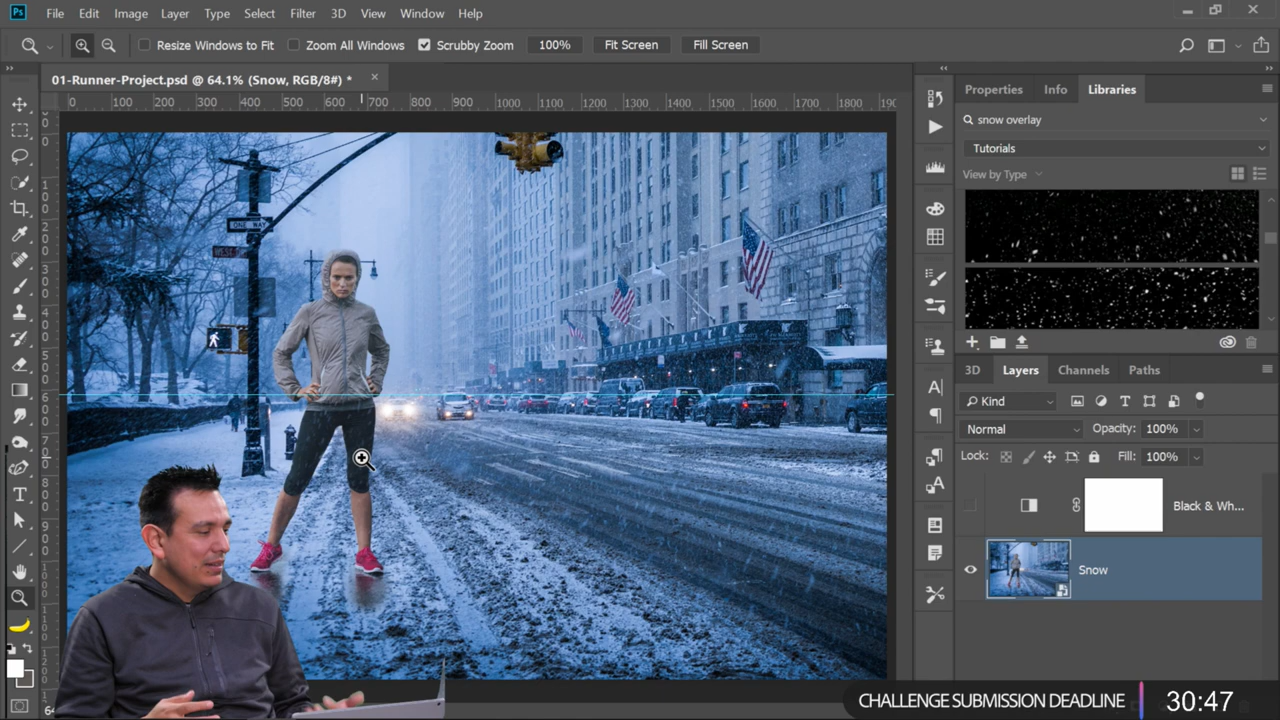 Ps File Edit Image Layer Type Select Filter 3D View Window Help
Resize Windows to Fit Zoom All Windows Scrubby Zoom 100% Fit Screen Fill Screen
01-Runner-Project.psd @ 64.1% (Snow, RGB/8#) * ×
0 100 200 300 400 500 600 700 800 900 1000 1100 1200 1300 1400 1500 1600 1700 1800 190
ONE WAY
Properties Info Libraries
snow overlay
Tutorials
View by Type
3D Layers Channels Paths
Kind
Normal Opacity: 100%
Lock: Fill: 100%
Black & Wh...
Snow
CHALLENGE SUBMISSION DEADLINE 30:47